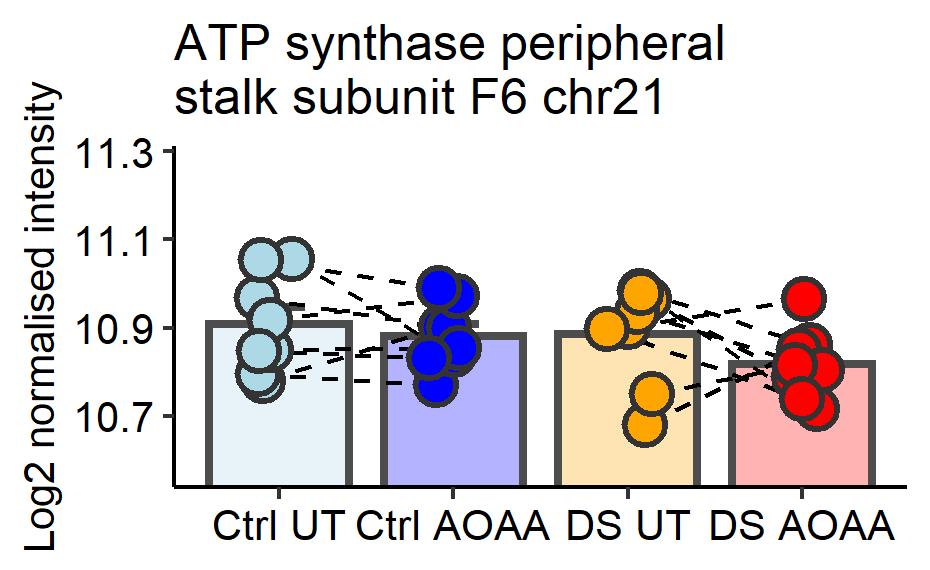 ATP synthase peripheral
stalk subunit F6 chr21
Log2 normalised intensity
11.3
11.1
10.9
10.7
Ctrl UT Ctrl AOAA DS UT DS AOAA